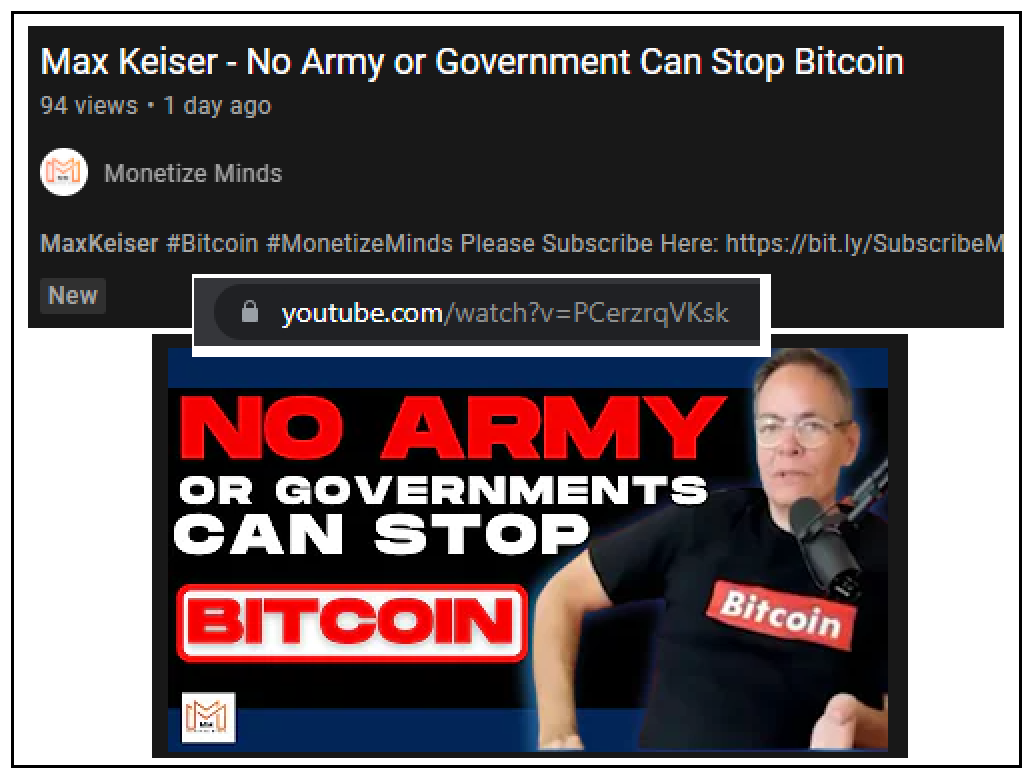 Max Keiser - No Army or Government Can Stop Bitcoin
94 views • 1 day ago
Monetize Minds
MaxKeiser #Bitcoin #MonetizeMinds Please Subscribe Here: https://bit.ly/SubscribeM
New
youtube.com/watch?v=PCerzrqVKsk
NO ARMY
OR GOVERNMENTS
CAN STOP
BITCOIN
Bitcoin